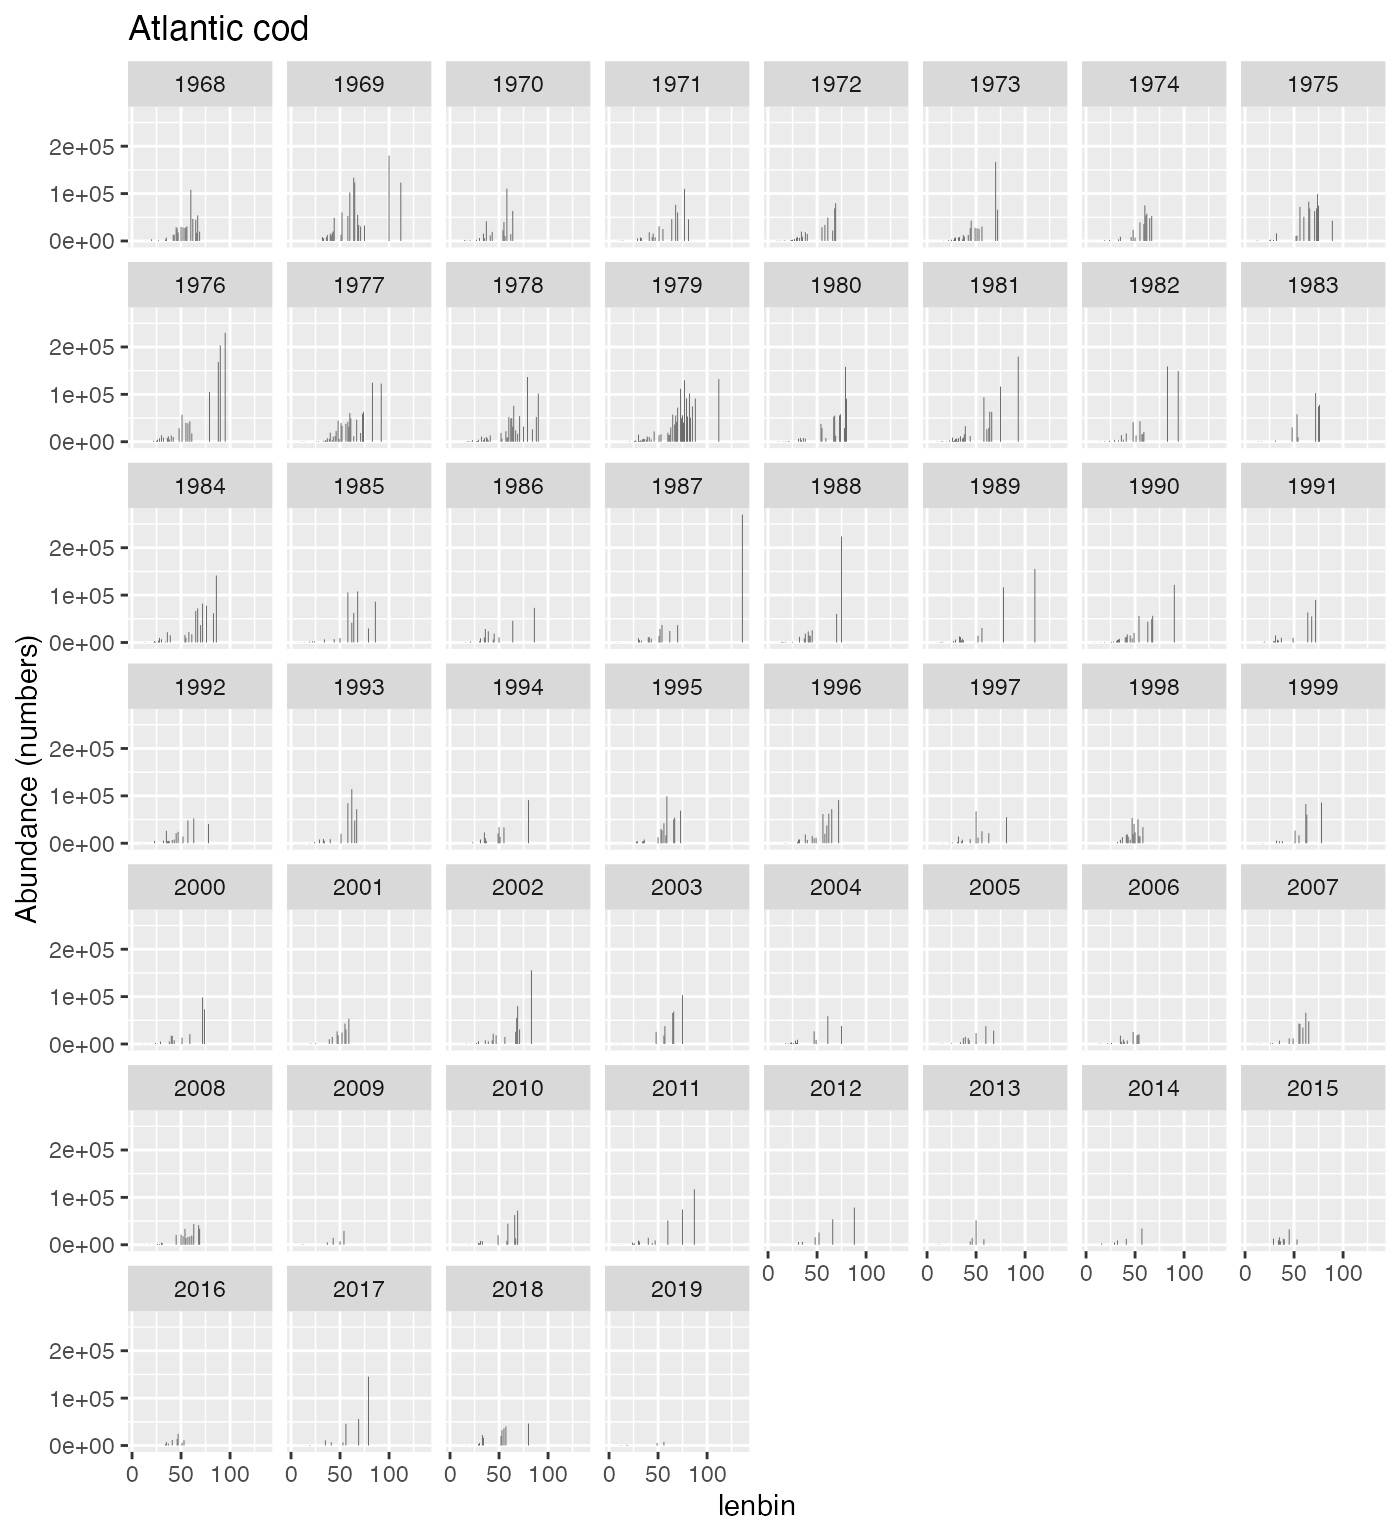 Atlantic cod
1968 1969 1970 1971 1972 1973 1974 1975
2e+05
1e+05
0e+00
1976 1977 1978 1979 1980 1981 1982 1983
2e+05
1e+05
0e+00
1984 1985 1986 1987 1988 1989 1990 1991
2e+05
1e+05
0e+00
1992 1993 1994 1995 1996 1997 1998 1999
2e+05
1e+05
0e+00
2000 2001 2002 2003 2004 2005 2006 2007
2e+05
1e+05
0e+00
2008 2009 2010 2011 2012 2013 2014 2015
2e+05
1e+05
0e+00
0 50 100 0 50 100 0 50 100 0 50 100
2016 2017 2018 2019
2e+05
1e+05
0e+00
0 50 100 0 50 100 0 50 100 0 50 100
lenbin
Abundance (numbers)